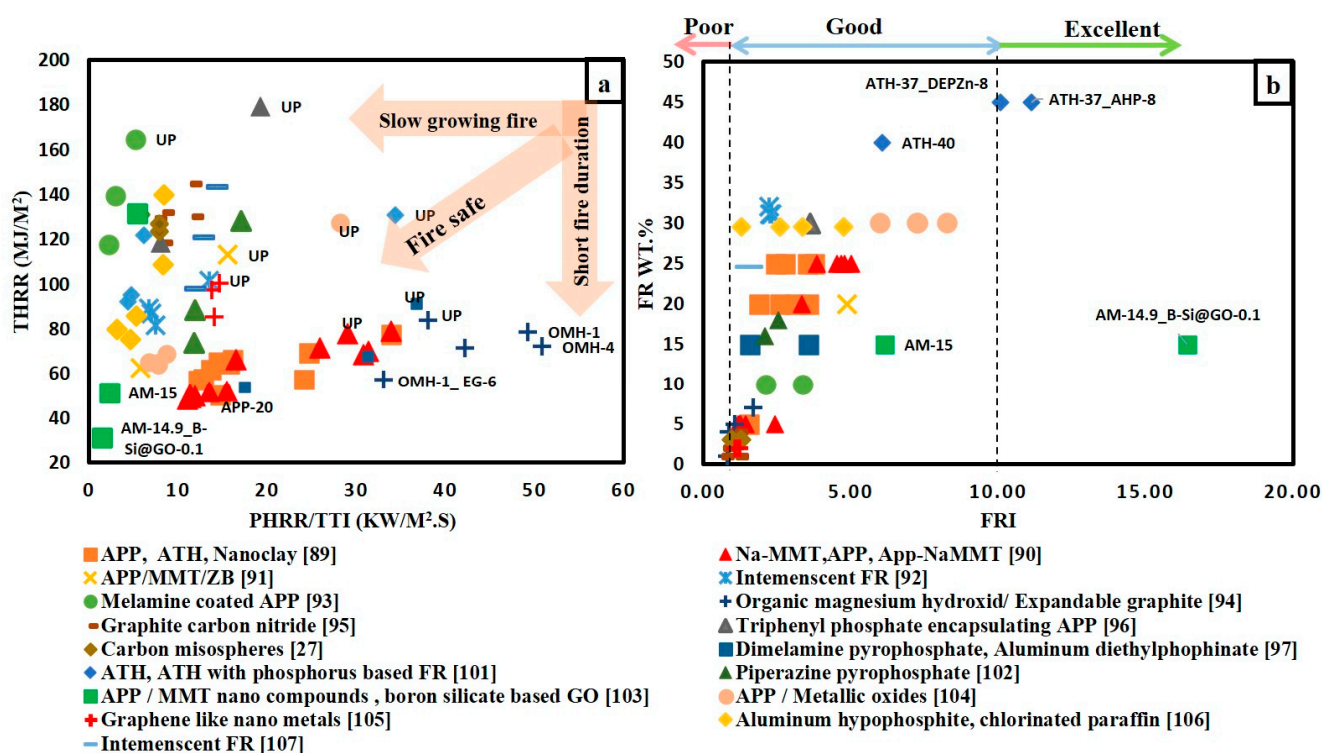 Poor Good Excellent
200
180
160
140
120
100
80
60
40
20
THRR (MJ/M²)
a
UP
UP
Slow growing fire
Fire safe
Short fire duration
UP
UP
UP
UP
UP
UP
UP
OMH-1
OMH-4
OMH-1_ EG-6
AM-15
APP-20
AM-14.9_B-
Si@GO-0.1
0 10 20 30 40 50 60
PHRR/TTI (KW/M².S)
50
45
40
35
30
25
20
15
10
5
0
FR WT.%
b
ATH-37_DEPZn-8
ATH-37_AHP-8
ATH-40
AM-14.9_B-Si@GO-0.1
AM-15
0.00 5.00 10.00 15.00 20.00
FRI
APP, ATH, Nanoclay [89]
APP/MMT/ZB [91]
Melamine coated APP [93]
Graphite carbon nitride [95]
Carbon misospheres [27]
ATH, ATH with phosphorus based FR [101]
APP / MMT nano compounds , boron silicate based GO [103]
Graphene like nano metals [105]
Intemenscent FR [107]
Na-MMT,APP, App-NaMMT [90]
Intemenscent FR [92]
Organic magnesium hydroxid/ Expandable graphite [94]
Triphenyl phosphate encapsulating APP [96]
Dimelamine pyrophosphate, Aluminum diethylphophinate [97]
Piperazine pyrophosphate [102]
APP / Metallic oxides [104]
Aluminum hypophosphite, chlorinated paraffin [106]